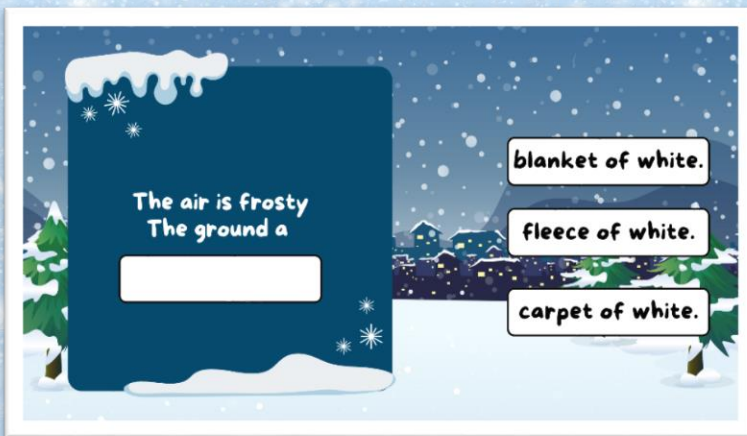 The air is frosty
The ground a
blanket of white.
fleece of white.
carpet of white.